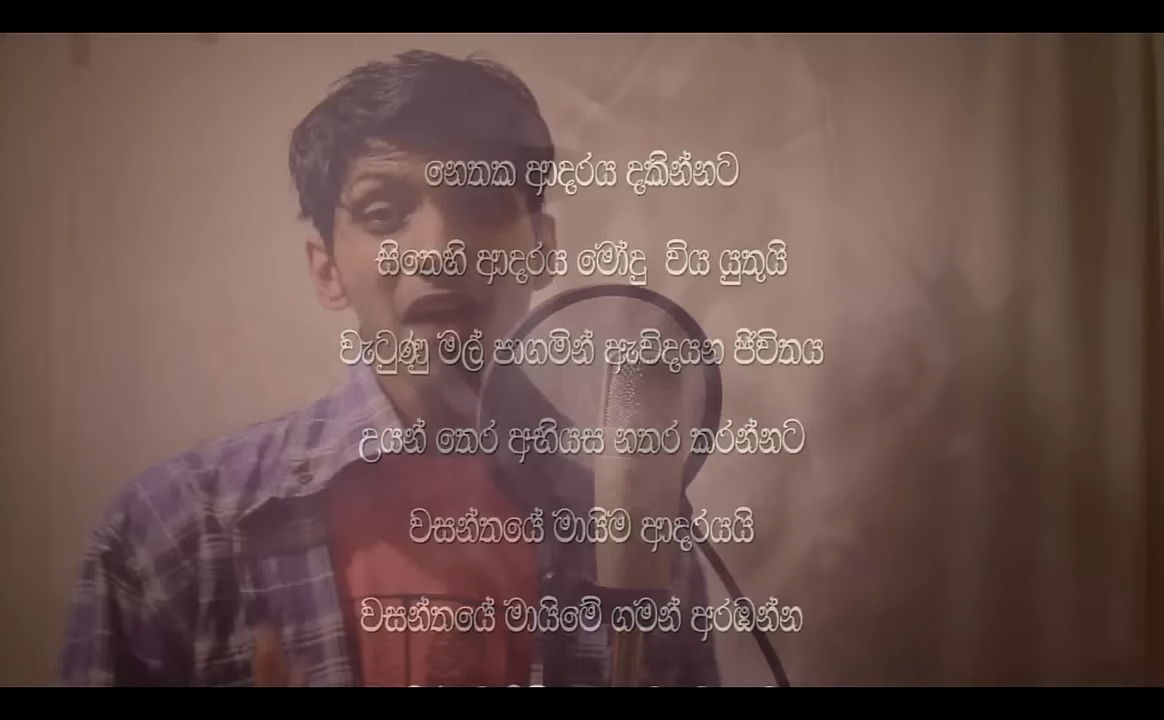 නෙතක ආදරය දකින්නට
සිතෙහි ආදරය මෝදු විය යුතුයි
වැටුණු මල් පාගමින් ඇවිදයන ජීවිතය
උයන් තෙර අභියස නතර කරන්නට
වසන්තයේ මායිම ආදරයයි
වසන්තයේ මායිමේ ගමන් අරඹන්න